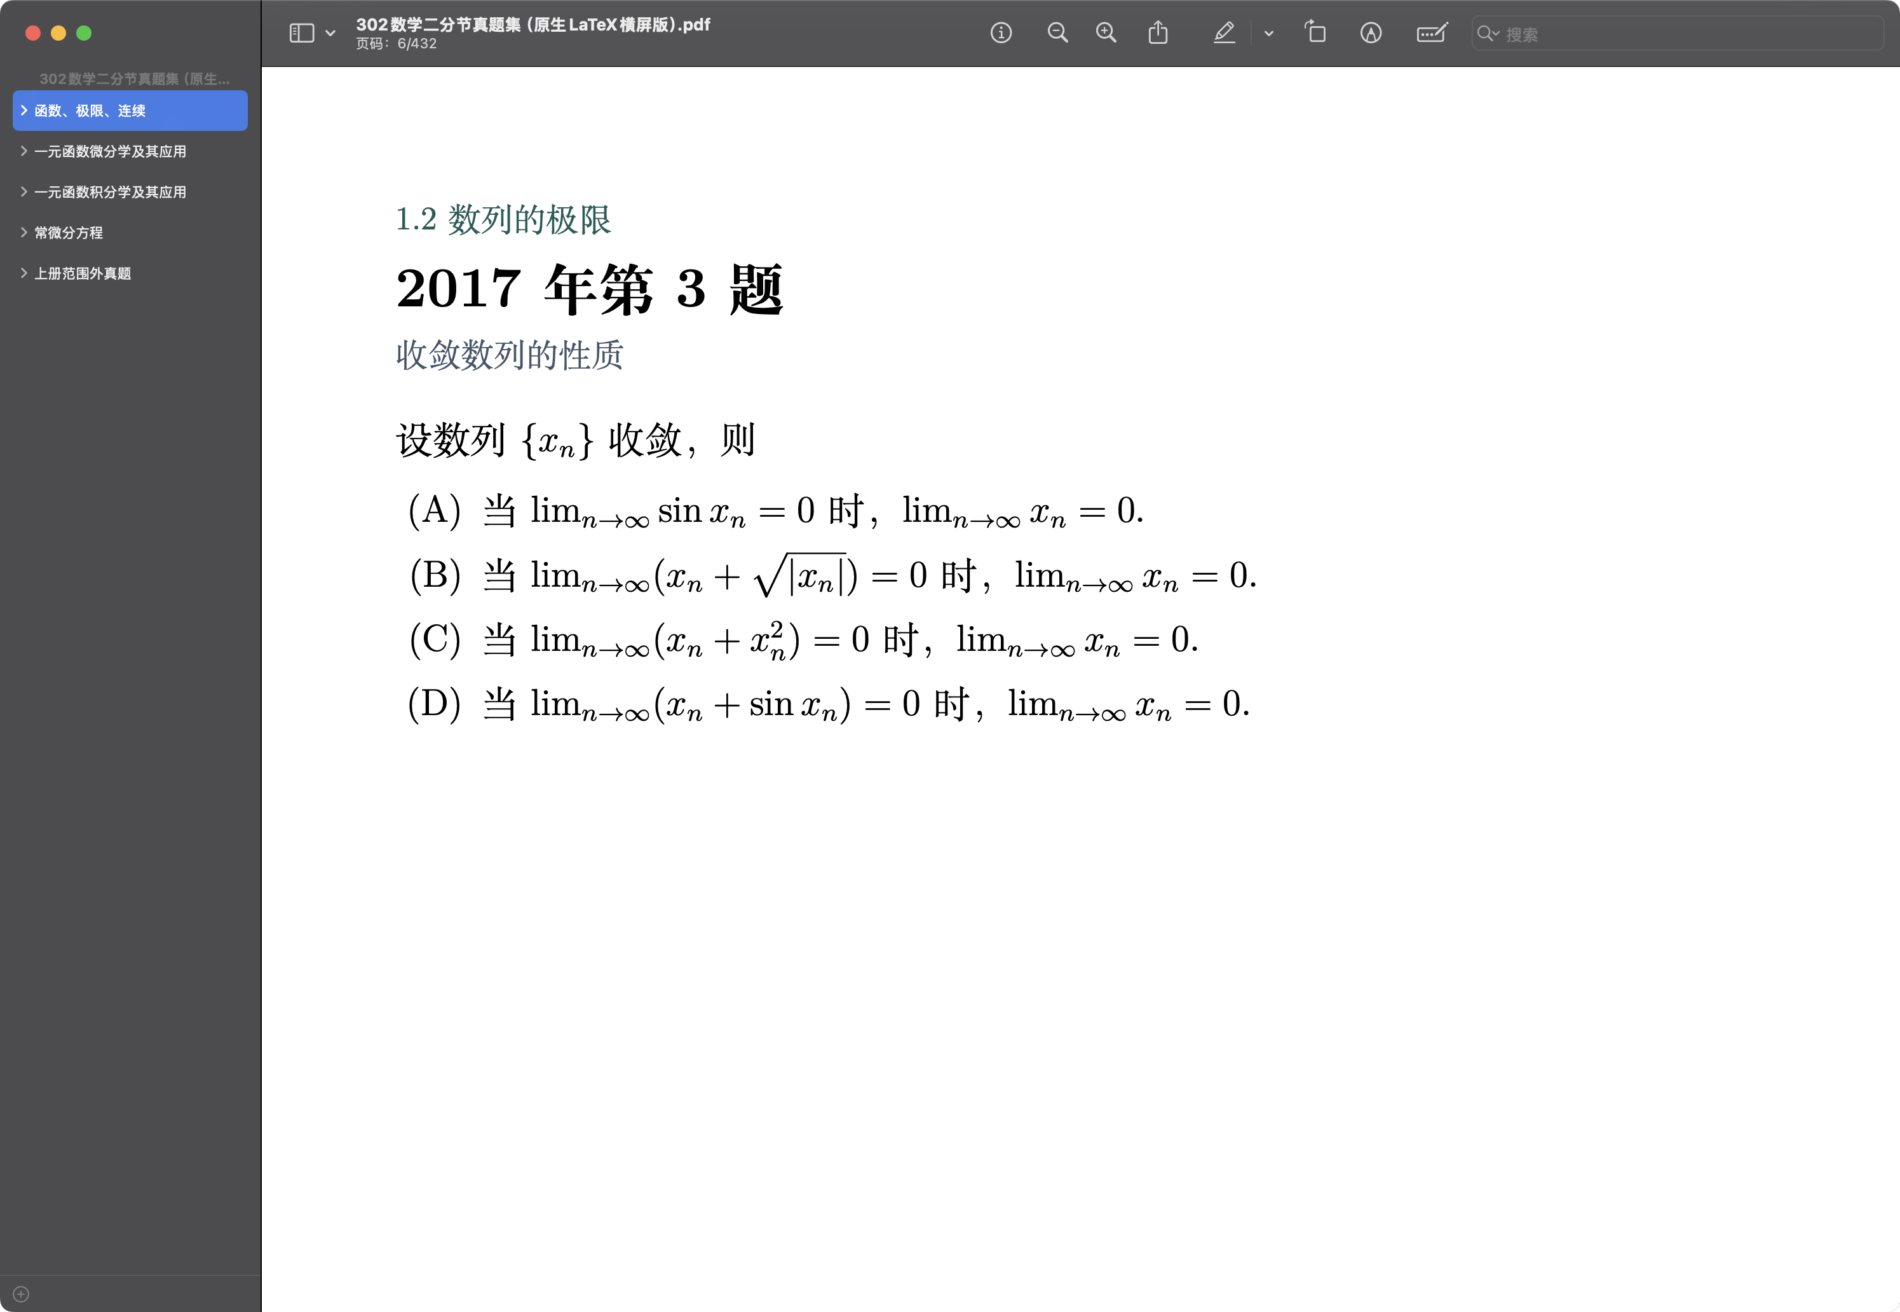 302数学二分节真题集（原生LaTeX横屏版）.pdf
页码：6/432
搜索
302数学二分节真题集（原生...
函数、极限、连续
一元函数微分学及其应用
一元函数积分学及其应用
常微分方程
上册范围外真题
1.2 数列的极限
2017 年第 3 题
收敛数列的性质
设数列 {xₙ} 收敛，则
(A) 当 limₙ→∞ sin xₙ = 0 时，limₙ→∞ xₙ = 0.
(B) 当 limₙ→∞(xₙ + √|xₙ|) = 0 时，limₙ→∞ xₙ = 0.
(C) 当 limₙ→∞(xₙ + xₙ²) = 0 时，limₙ→∞ xₙ = 0.
(D) 当 limₙ→∞(xₙ + sin xₙ) = 0 时，limₙ→∞ xₙ = 0.